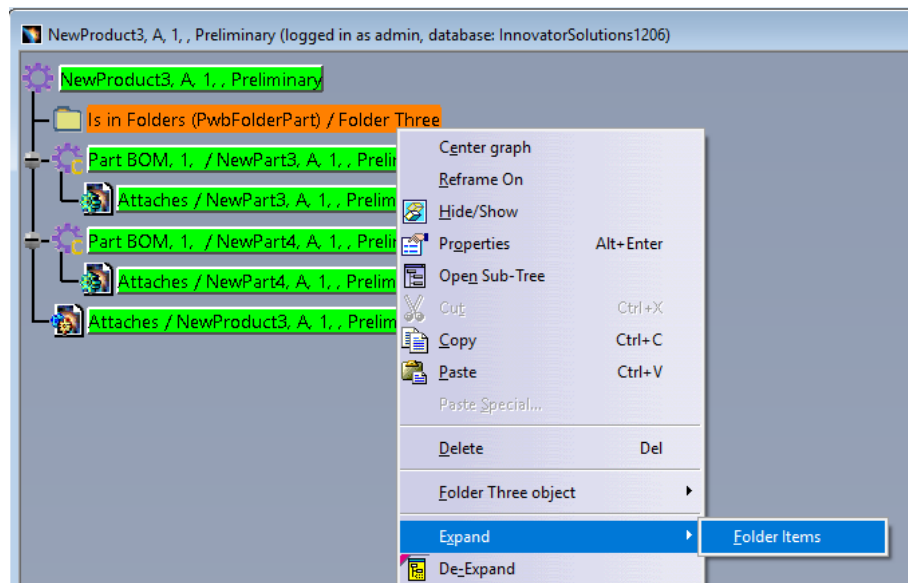 NewProduct3, A, 1, , Preliminary (logged in as admin, database: InnovatorSolutions1206)
NewProduct3, A, 1, , Preliminary
Is in Folders (PwbFolderPart) / Folder Three
Part BOM, 1, / NewPart3, A, 1, , Prelin
Attaches / NewPart3, A, 1, , Prelim
Part BOM, 1, / NewPart4, A, 1, , Prelin
Attaches / NewPart4, A, 1, , Prelim
Attaches / NewProduct3, A, 1, , Prelim
Center graph
Reframe On
Hide/Show
Properties Alt+Enter
Open Sub-Tree
Cut Ctrl+X
Copy Ctrl+C
Paste Ctrl+V
Paste Special...
Delete Del
Folder Three object
Expand
Folder Items
De-Expand